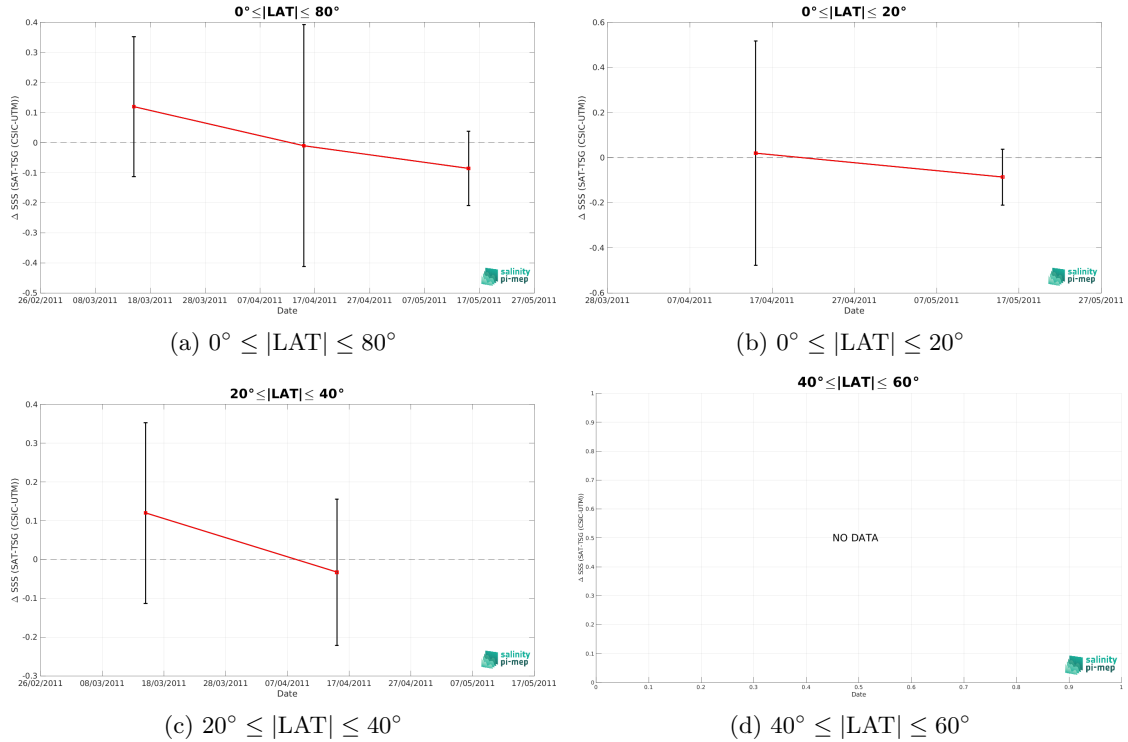 0°≤|LAT|≤ 80°
0.4
0.3
0.2
0.1
0
-0.1
-0.2
-0.3
-0.4
-0.5
Δ SSS (SAT-TSG (CSIC-UTM))
26/02/2011 08/03/2011 18/03/2011 28/03/2011 07/04/2011 17/04/2011 27/04/2011 07/05/2011 17/05/2011 27/05/2011
Date
salinity
pi-mep
(a) 0° ≤ |LAT| ≤ 80°
0°≤|LAT|≤ 20°
0.6
0.4
0.2
0
-0.2
-0.4
-0.6
Δ SSS (SAT-TSG (CSIC-UTM))
28/03/2011 07/04/2011 17/04/2011 27/04/2011 07/05/2011 17/05/2011 27/05/2011
Date
salinity
pi-mep
(b) 0° ≤ |LAT| ≤ 20°
20°≤|LAT|≤ 40°
0.4
0.3
0.2
0.1
0
-0.1
-0.2
-0.3
Δ SSS (SAT-TSG (CSIC-UTM))
26/02/2011 08/03/2011 18/03/2011 28/03/2011 07/04/2011 17/04/2011 27/04/2011 07/05/2011 17/05/2011
Date
salinity
pi-mep
(c) 20° ≤ |LAT| ≤ 40°
40°≤|LAT|≤ 60°
1
0.9
0.8
0.7
0.6
0.5
0.4
0.3
0.2
0.1
0
Δ SSS (SAT-TSG (CSIC-UTM))
NO DATA
0 0.1 0.2 0.3 0.4 0.5 0.6 0.7 0.8 0.9 1
Date
salinity
pi-mep
(d) 40° ≤ |LAT| ≤ 60°